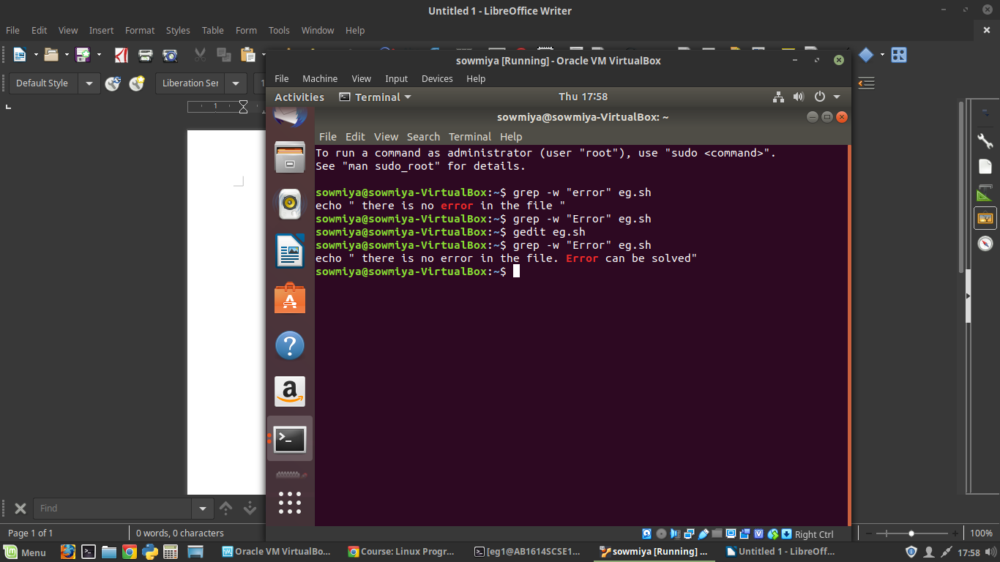 Untitled 1 - LibreOffice Writer
File Edit View Insert Format Styles Table Form Tools Window Help
sowmiya [Running] - Oracle VM VirtualBox
Default Style
Liberation Ser
1
File Machine View Input Devices Help
Activities Terminal Thu 17:58
1
sowmiya@sowmiya-VirtualBox: ~
File Edit View Search Terminal Help
To run a command as administrator (user "root"), use "sudo <command>".
See "man sudo_root" for details.
sowmiya@sowmiya-VirtualBox:~$ grep -w "error" eg.sh
echo " there is no error in the file "
sowmiya@sowmiya-VirtualBox:~$ grep -w "Error" eg.sh
sowmiya@sowmiya-VirtualBox:~$ gedit eg.sh
sowmiya@sowmiya-VirtualBox:~$ grep -w "Error" eg.sh
echo " there is no error in the file. Error can be solved"
sowmiya@sowmiya-VirtualBox:~$
Find
Page 1 of 1 0 words, 0 characters
Right Ctrl
100%
Menu Oracle VM VirtualBo... Course: Linux Progr... [eg1@AB1614SCSE1... sowmiya [Running] ... Untitled 1 - LibreOff... 17:58